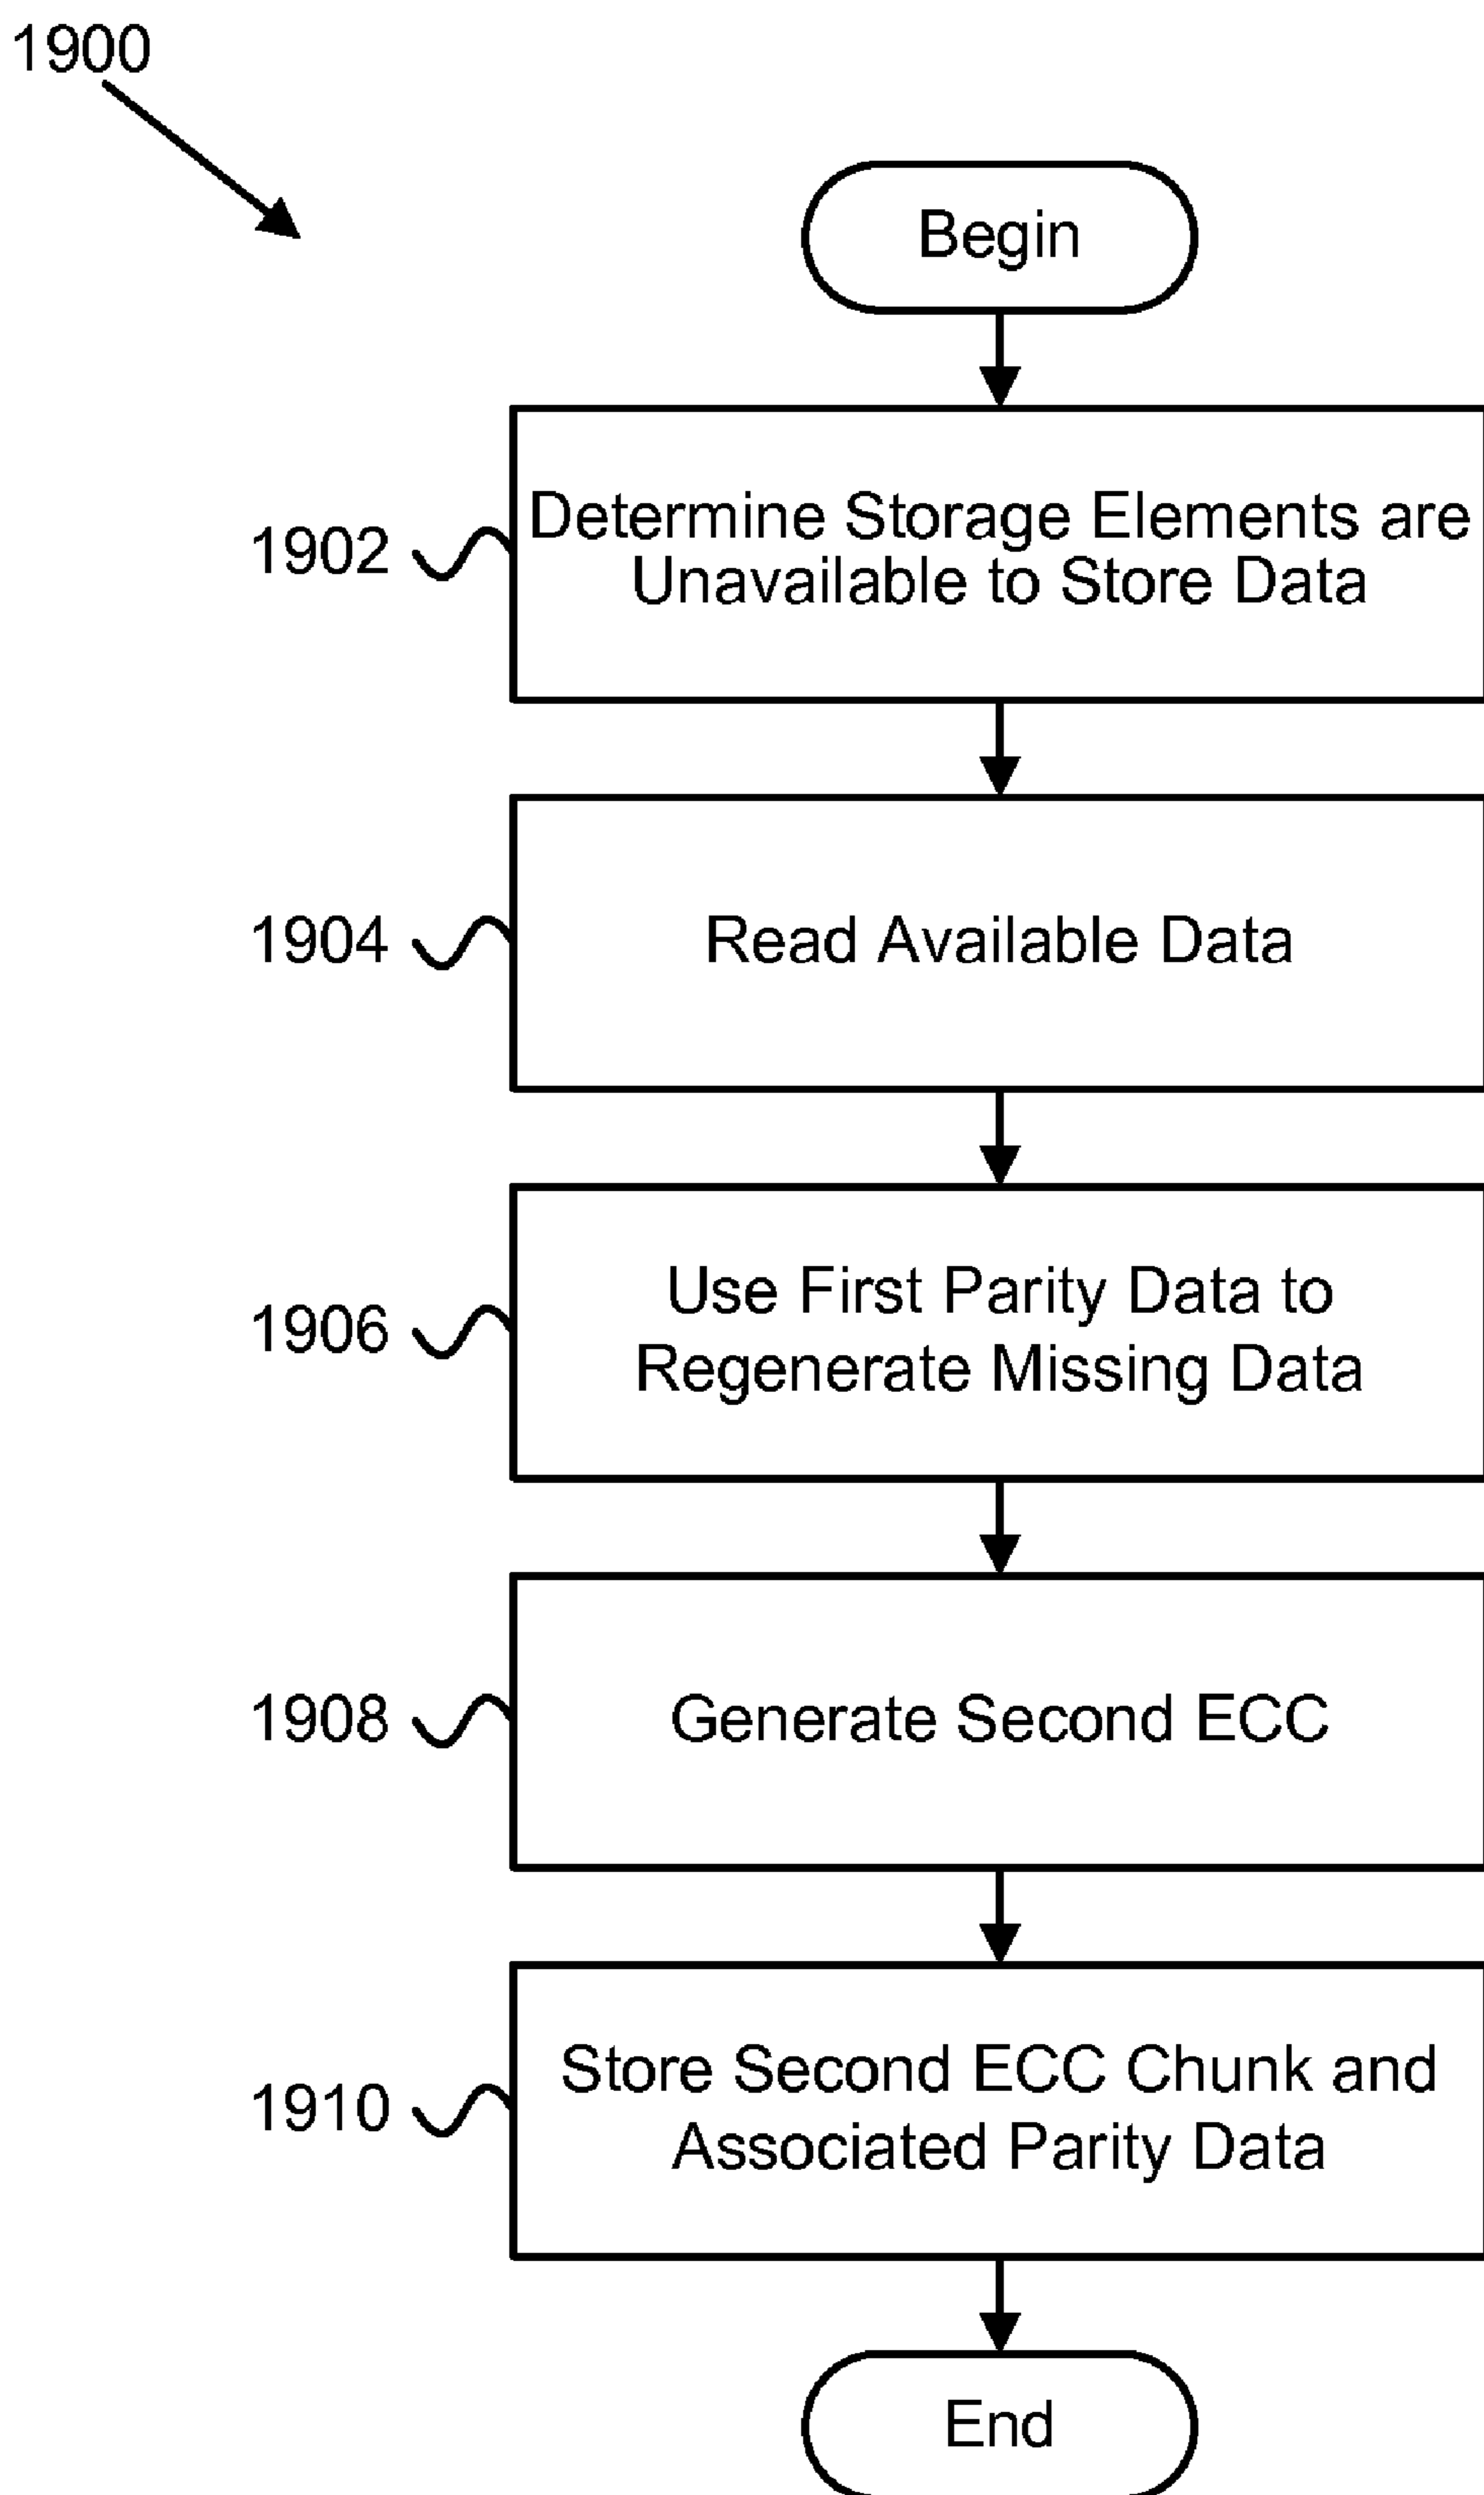 1900
Begin
1902
Determine Storage Elements are
Unavailable to Store Data
1904
Read Available Data
1906
Use First Parity Data to
Regenerate Missing Data
1908
Generate Second ECC
1910
Store Second ECC Chunk and
Associated Parity Data
End